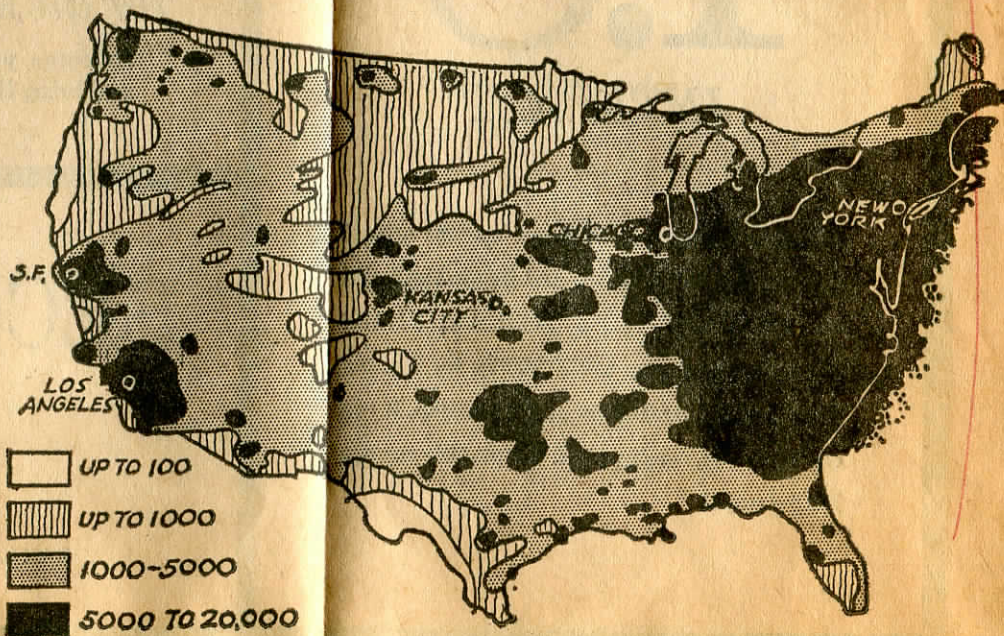 NEW
YORK
CHICAGO
S.F.
KANSAS
CITY
LOS
ANGELES
UP TO 100
UP TO 1000
1000-5000
5000 TO 20,000